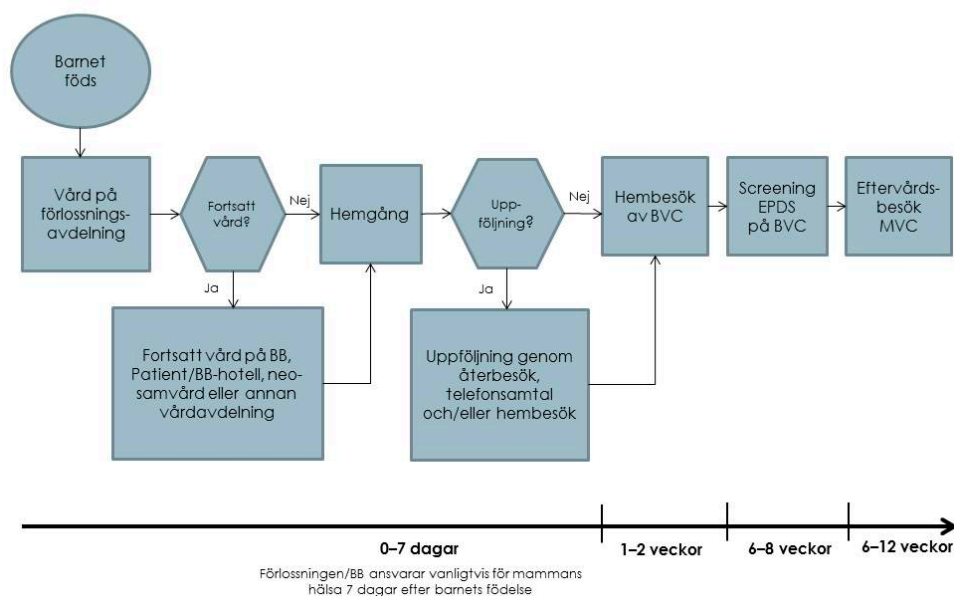 Barnet
föds
Vård på
förlossnings-
avdelning
Fortsatt
vård?
Nej
Ja
Fortsatt vård på BB,
Patient/BB-hotell, neo-
samvård eller annan
vårdavdelning
Hemgång
Upp-
följning?
Nej
Ja
Uppföljning genom
återbesök,
telefonsamtal
och/eller hembesök
Hembesök
av BVC
Screening
EPDS
på BVC
Eftervårds-
besök
MVC
0–7 dagar
Förlossningen/BB ansvarar vanligtvis för mammans
hälsa 7 dagar efter barnets födelse
1–2 veckor
6–8 veckor
6–12 veckor